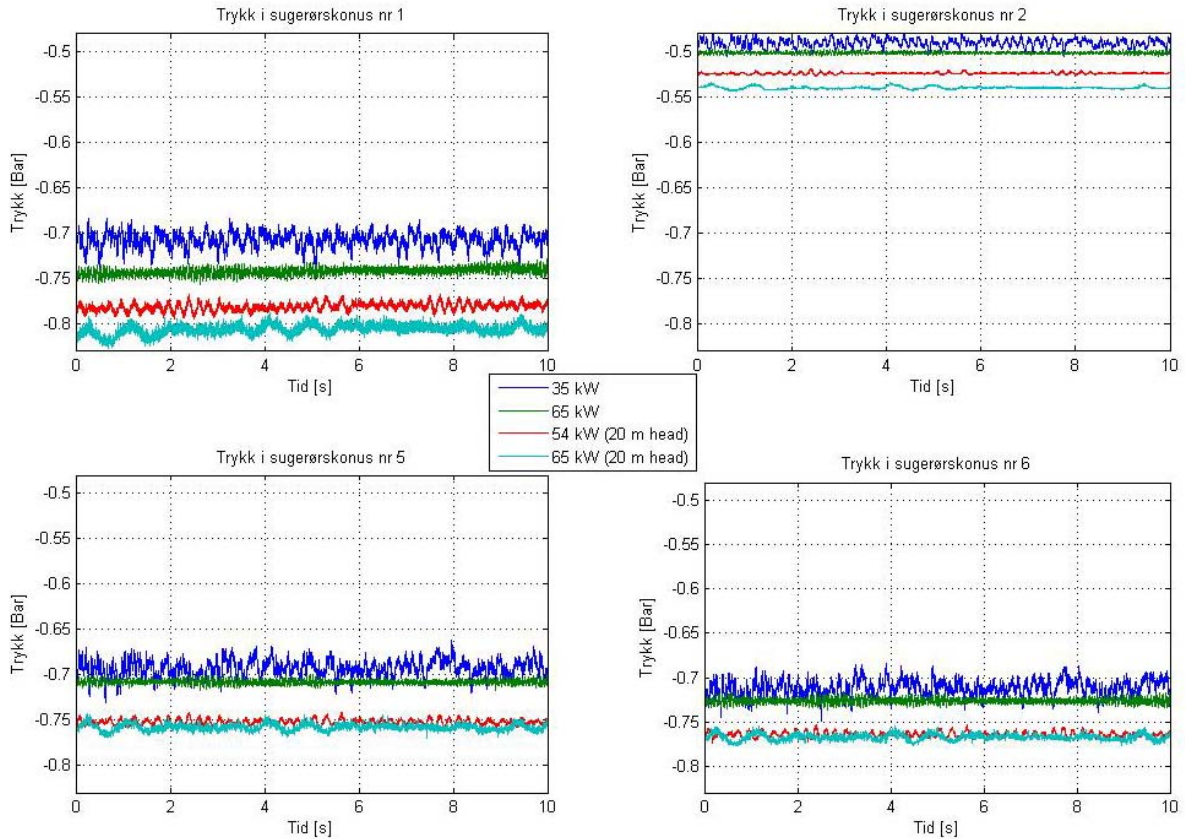 Trykk i sugerørskonus nr 1
Trykk [Bar]
-0.5
-0.55
-0.6
-0.65
-0.7
-0.75
-0.8
0 2 4 6 8 10
Tid [s]
Trykk i sugerørskonus nr 2
Trykk [Bar]
-0.5
-0.55
-0.6
-0.65
-0.7
-0.75
-0.8
0 2 4 6 8 10
Tid [s]
35 kW
65 kW
54 kW (20 m head)
65 kW (20 m head)
Trykk i sugerørskonus nr 5
Trykk [Bar]
-0.5
-0.55
-0.6
-0.65
-0.7
-0.75
-0.8
0 2 4 6 8 10
Tid [s]
Trykk i sugerørskonus nr 6
Trykk [Bar]
-0.5
-0.55
-0.6
-0.65
-0.7
-0.75
-0.8
0 2 4 6 8 10
Tid [s]